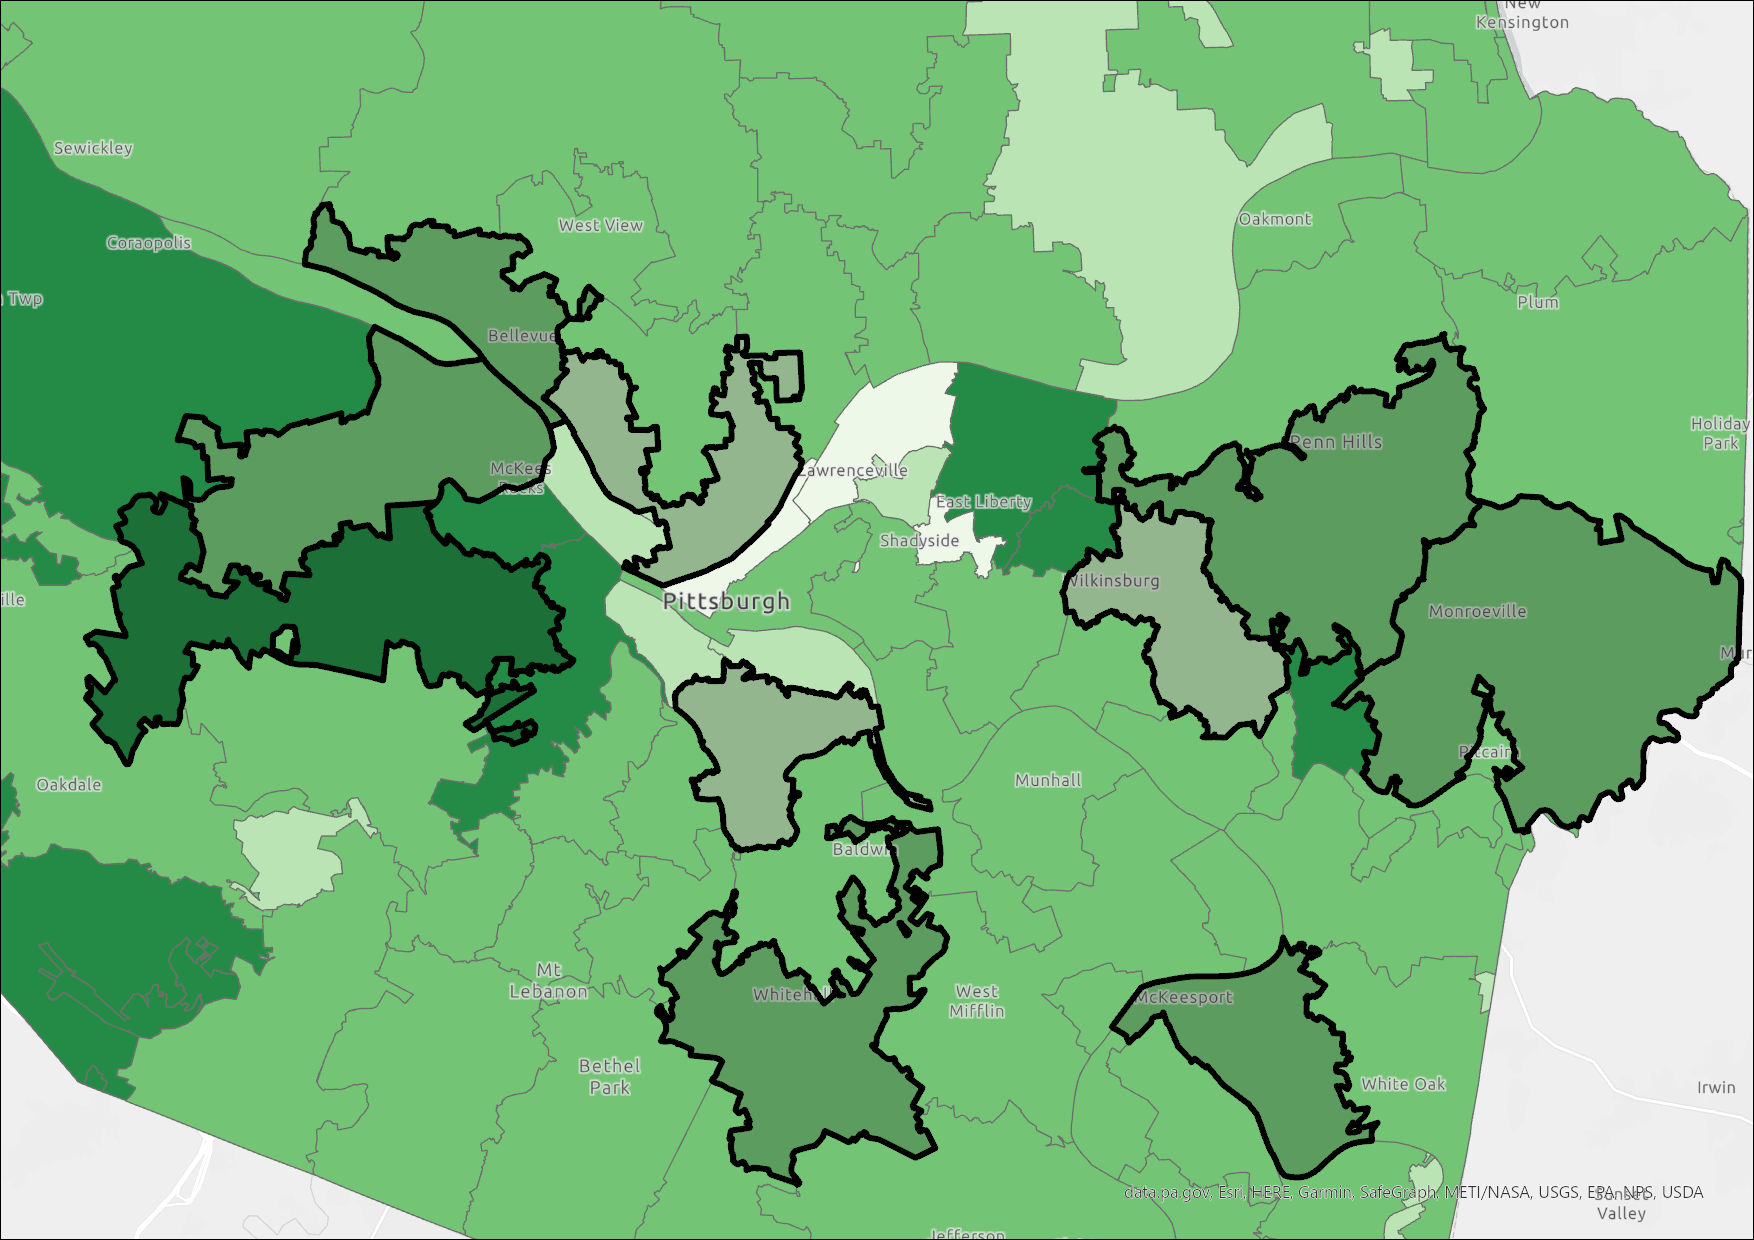 New
Kensington
Sewickley
West View
Oakmont
Coraopolis
Twp
Plum
Bellevue
Holiday
Park
Penn Hills
McKees
Rocks
Lawrenceville
East Liberty
Shadyside
Wilkinsburg
Pittsburgh
ille
Monroeville
Mur
Pitcairn
Oakdale
Munhall
Baldwin
Mt
Lebanon
Whitehall
West
Mifflin
McKeesport
Bethel
Park
White Oak
Irwin
data.pa.gov, Esri, HERE, Garmin, SafeGraph, METI/NASA, USGS, EPA, NPS, USDA
Sunset
Valley
Jefferson